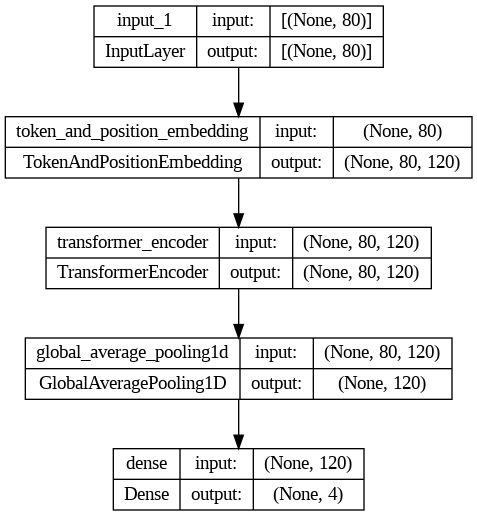 input_1 input: [(None, 80)]
InputLayer output: [(None, 80)]
token_and_position_embedding input: (None, 80)
TokenAndPositionEmbedding output: (None, 80, 120)
transformer_encoder input: (None, 80, 120)
TransformerEncoder output: (None, 80, 120)
global_average_pooling1d input: (None, 80, 120)
GlobalAveragePooling1D output: (None, 120)
dense input: (None, 120)
Dense output: (None, 4)